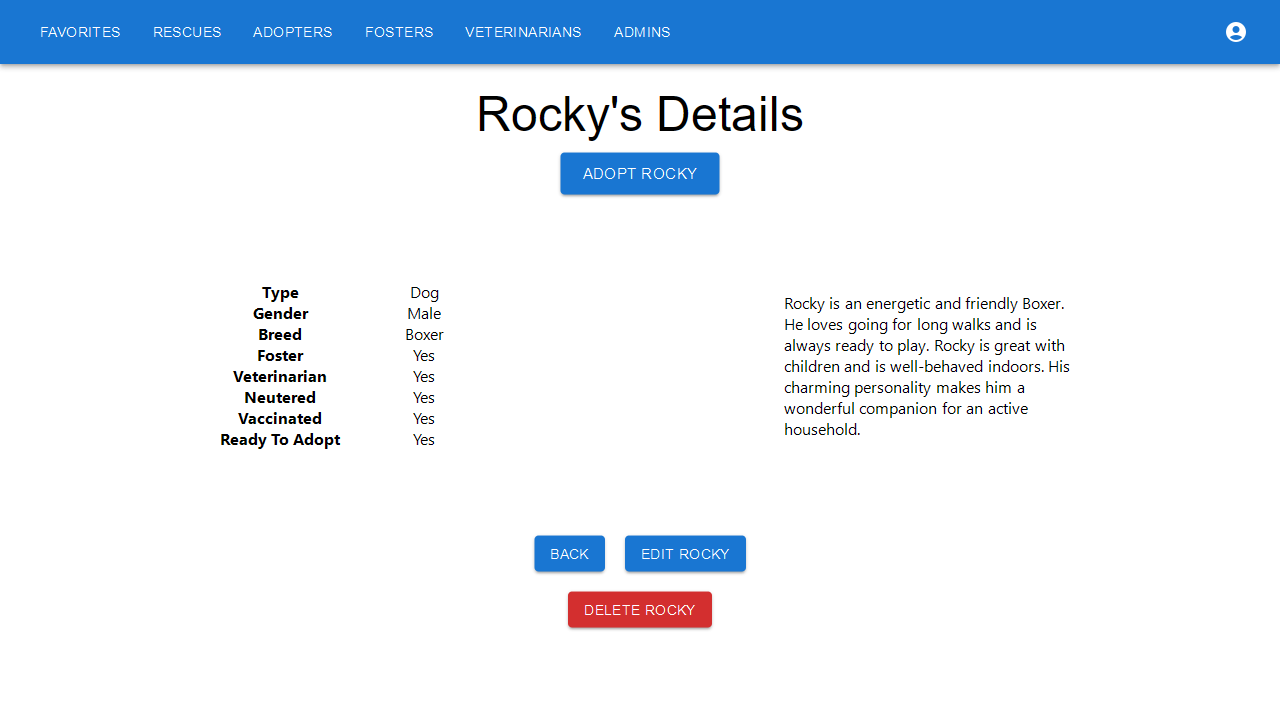 FAVORITES RESCUES ADOPTERS FOSTERS VETERINARIANS ADMINS
Rocky's Details
ADOPT ROCKY
Type Dog
Gender Male
Breed Boxer
Foster Yes
Veterinarian Yes
Neutered Yes
Vaccinated Yes
Ready To Adopt Yes
Rocky is an energetic and friendly Boxer.
He loves going for long walks and is
always ready to play. Rocky is great with
children and is well-behaved indoors. His
charming personality makes him a
wonderful companion for an active
household.
BACK EDIT ROCKY
DELETE ROCKY